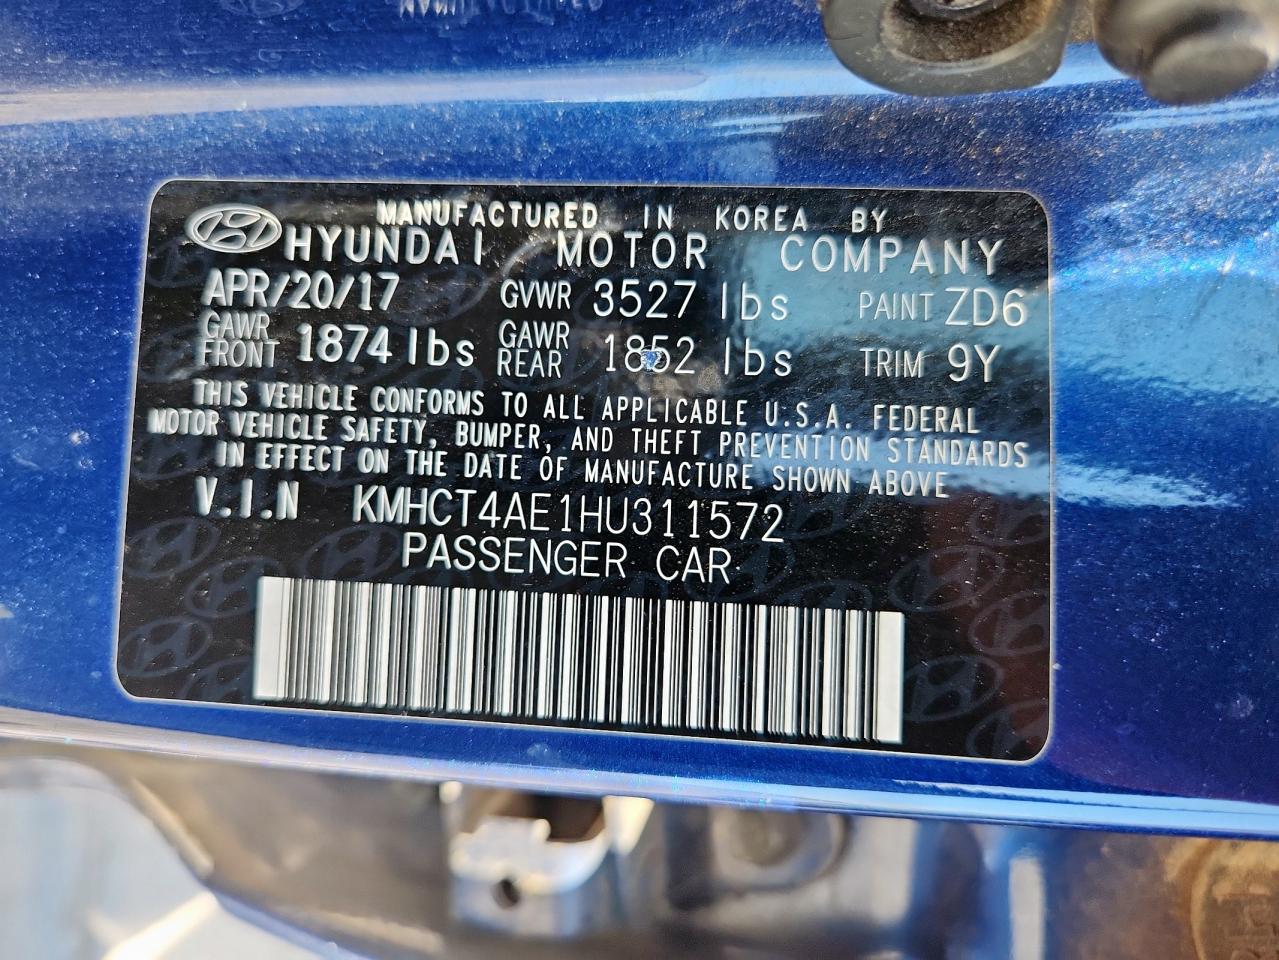 MANUFACTURED IN KOREA BY
HYUNDAI MOTOR COMPANY
APR/20/17 GVWR 3527 lbs PAINT ZD6
GAWR FRONT 1874 lbs GAWR REAR 1852 lbs TRIM 9Y
THIS VEHICLE CONFORMS TO ALL APPLICABLE U.S.A. FEDERAL
MOTOR VEHICLE SAFETY, BUMPER, AND THEFT PREVENTION STANDARDS
IN EFFECT ON THE DATE OF MANUFACTURE SHOWN ABOVE
V.I.N KMHCT4AE1HU311572
PASSENGER CAR